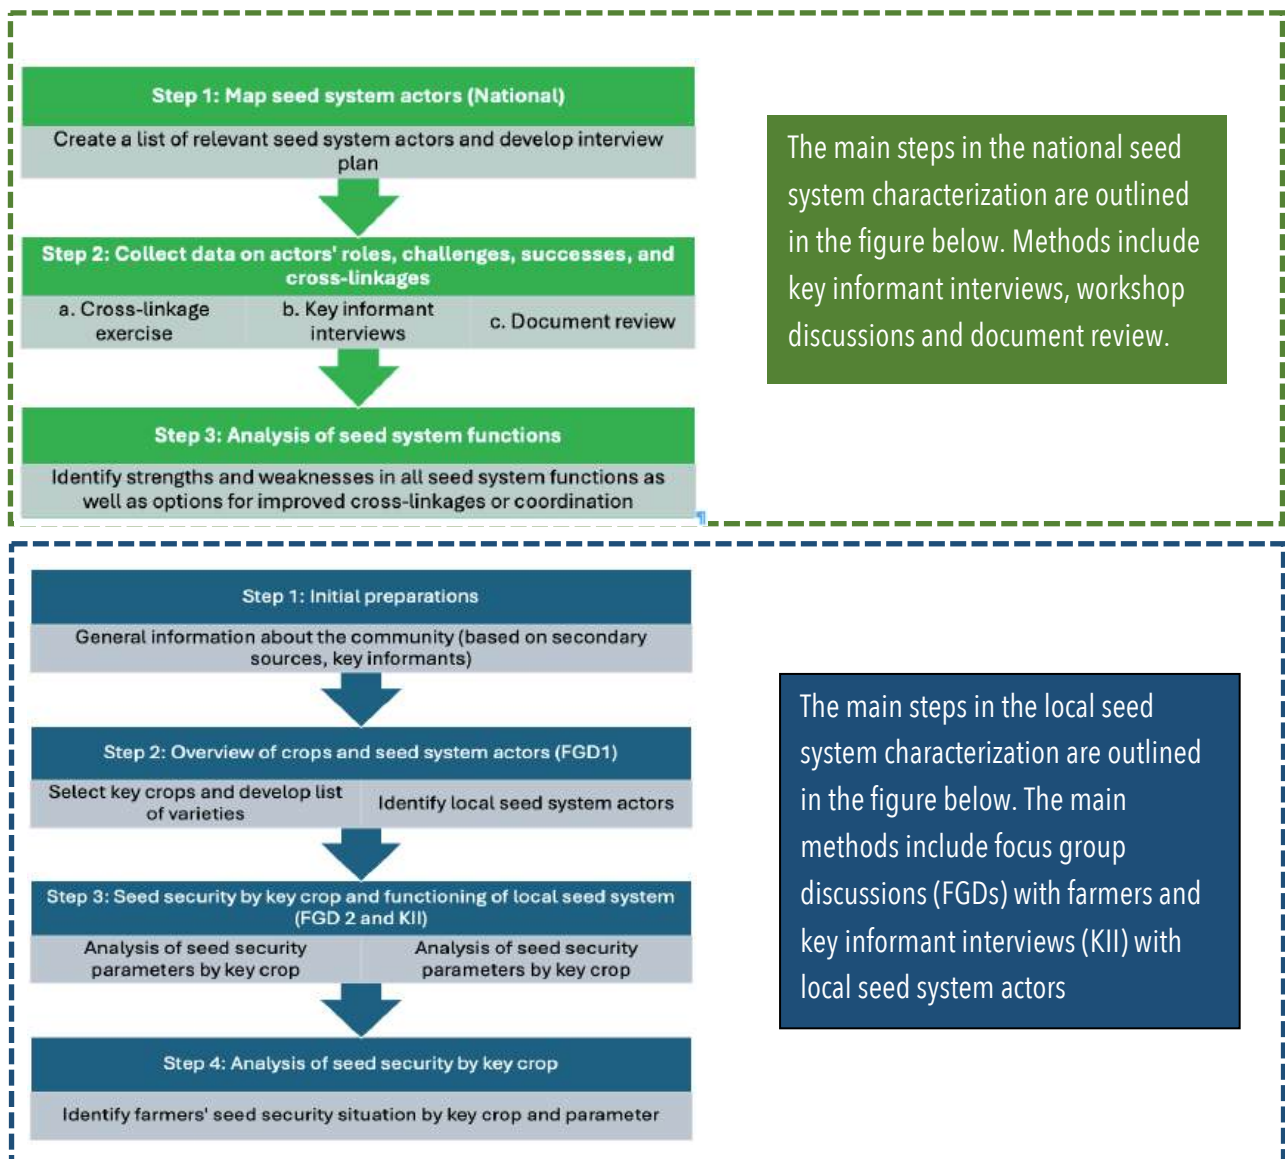 Step 1: Map seed system actors (National)
Create a list of relevant seed system actors and develop interview
plan
Step 2: Collect data on actors' roles, challenges, successes, and
cross-linkages
a. Cross-linkage
exercise
b. Key informant
interviews
c. Document review
Step 3: Analysis of seed system functions
Identify strengths and weaknesses in all seed system functions as
well as options for improved cross-linkages or coordination
¶
The main steps in the national seed
system characterization are outlined
in the figure below. Methods include
key informant interviews, workshop
discussions and document review.
Step 1: Initial preparations
General information about the community (based on secondary
sources, key informants)
Step 2: Overview of crops and seed system actors (FGD1)
Select key crops and develop list
of varieties
Identify local seed system actors
Step 3: Seed security by key crop and functioning of local seed system
(FGD 2 and KII)
Analysis of seed security
parameters by key crop
Analysis of seed security
parameters by key crop
Step 4: Analysis of seed security by key crop
Identify farmers' seed security situation by key crop and parameter
The main steps in the local seed
system characterization are outlined
in the figure below. The main
methods include focus group
discussions (FGDs) with farmers and
key informant interviews (KII) with
local seed system actors